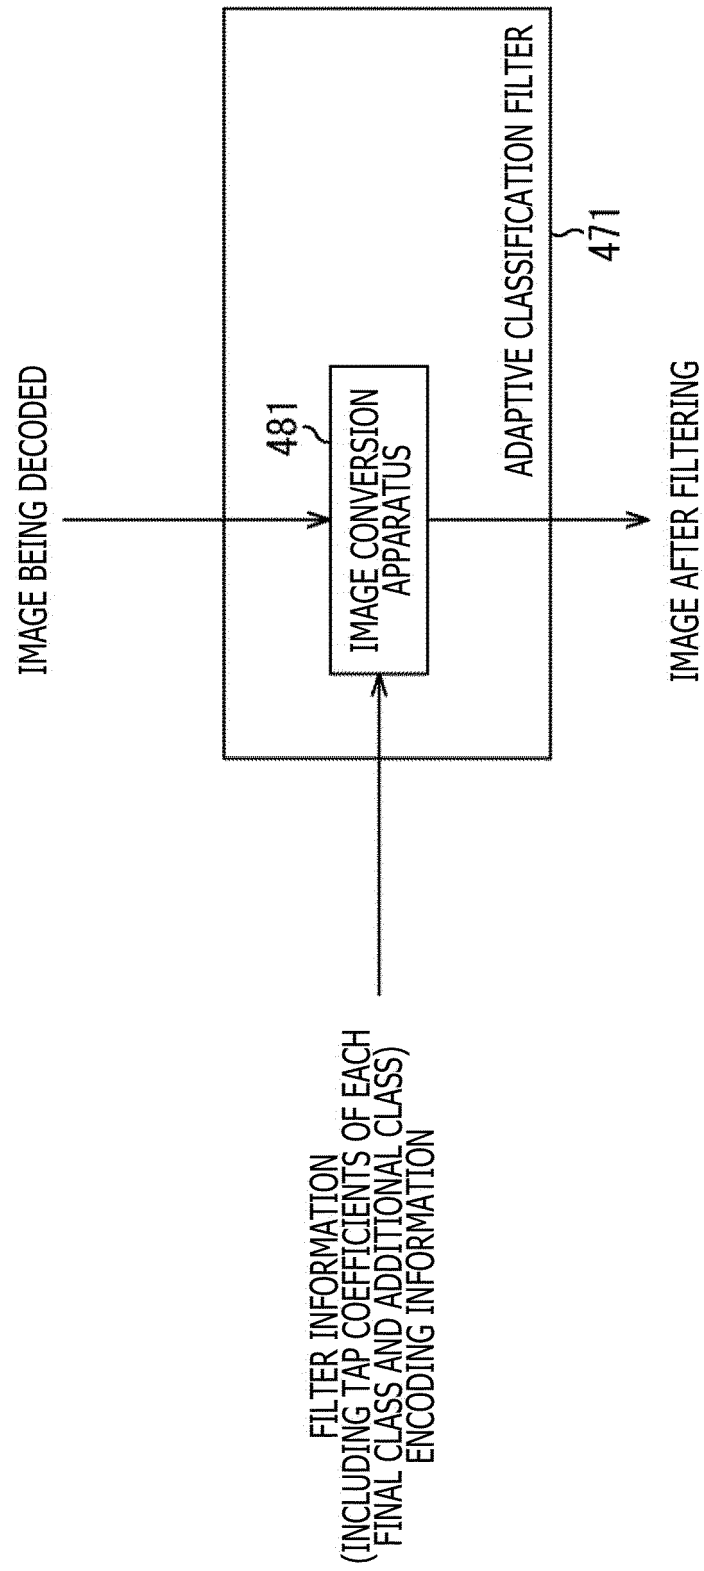 IMAGE BEING DECODED
481
IMAGE CONVERSION
APPARATUS
ADAPTIVE CLASSIFICATION FILTER
471
FILTER INFORMATION
(INCLUDING TAP COEFFICIENTS OF EACH
FINAL CLASS AND ADDITIONAL CLASS)
ENCODING INFORMATION
IMAGE AFTER FILTERING